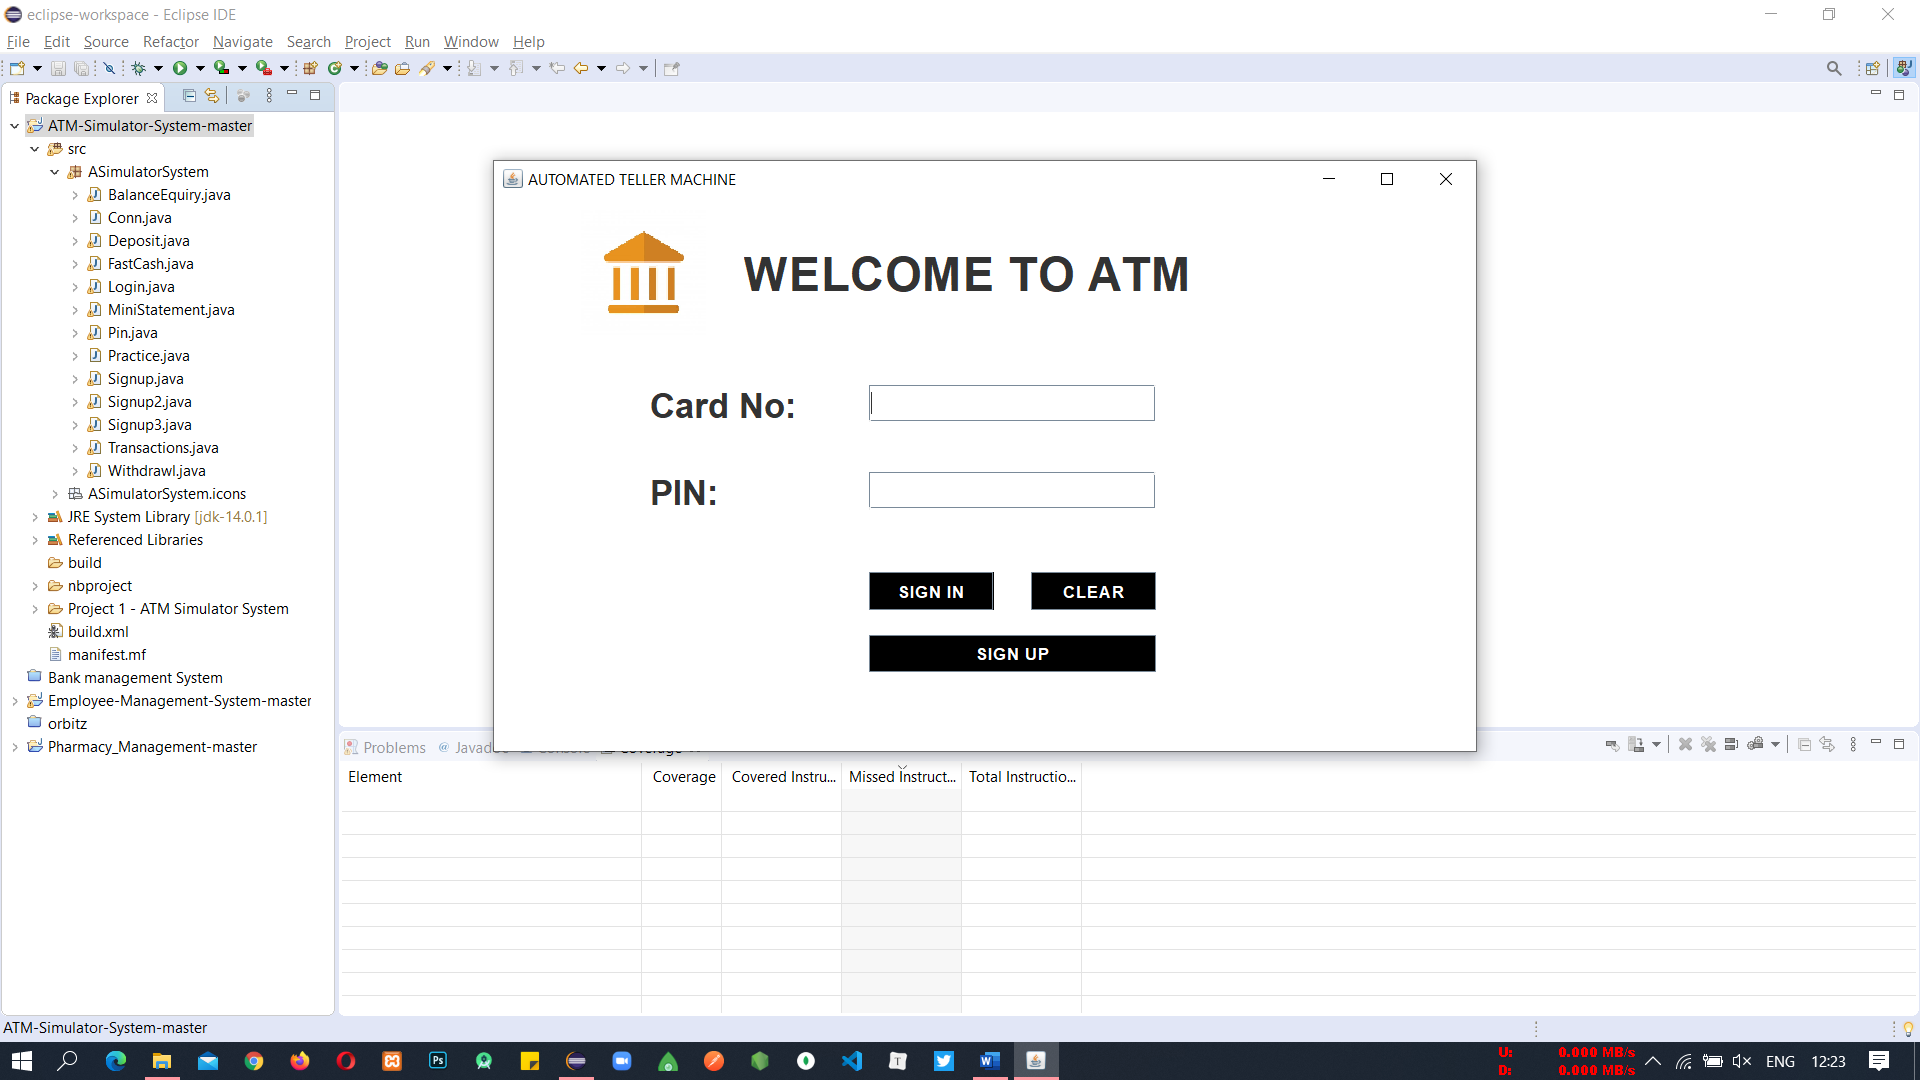 eclipse-workspace - Eclipse IDE
File Edit Source Refactor Navigate Search Project Run Window Help
Package Explorer
ATM-Simulator-System-master
src
ASimulatorSystem
BalanceEquiry.java
Conn.java
Deposit.java
FastCash.java
Login.java
MiniStatement.java
Pin.java
Practice.java
Signup.java
Signup2.java
Signup3.java
Transactions.java
Withdrawl.java
ASimulatorSystem.icons
JRE System Library [jdk-14.0.1]
Referenced Libraries
build
nbproject
Project 1 - ATM Simulator System
build.xml
manifest.mf
Bank management System
Employee-Management-System-master
orbitz
Pharmacy_Management-master
AUTOMATED TELLER MACHINE
WELCOME TO ATM
Card No:
PIN:
SIGN IN CLEAR
SIGN UP
Problems @ Javad
Element Coverage Covered Instru... Missed Instruct... Total Instructio...
ATM-Simulator-System-master
U: 0.000 MB/s
D: 0.000 MB/s
ENG 12:23